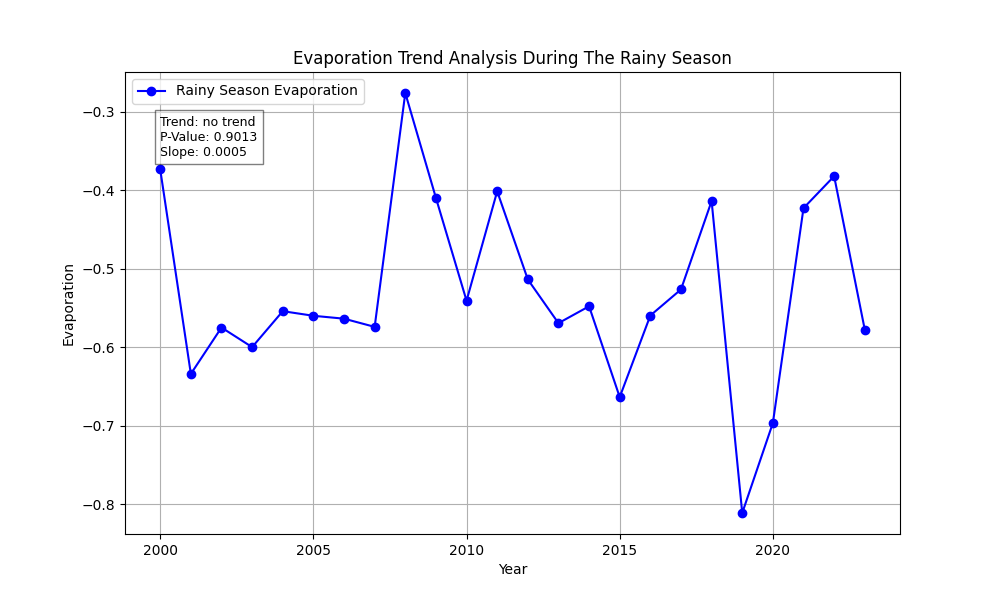 Evaporation Trend Analysis During The Rainy Season
Rainy Season Evaporation
Trend: no trend
P-Value: 0.9013
Slope: 0.0005
Evaporation
−0.3
−0.4
−0.5
−0.6
−0.7
−0.8
2000 2005 2010 2015 2020
Year